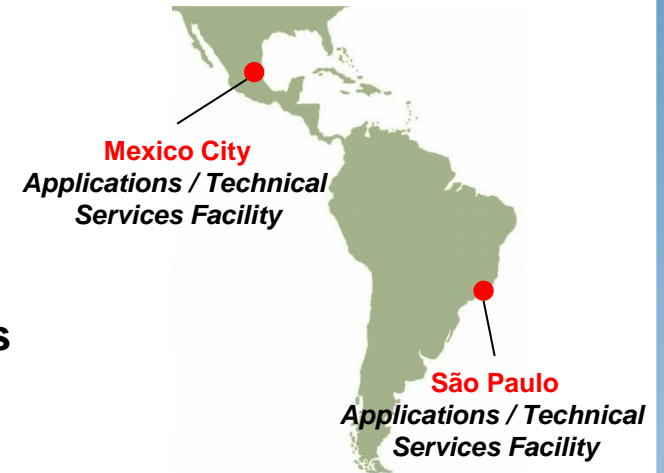 Mexico City
Applications / Technical
Services Facility
s
São Paulo
Applications / Technical
Services Facility